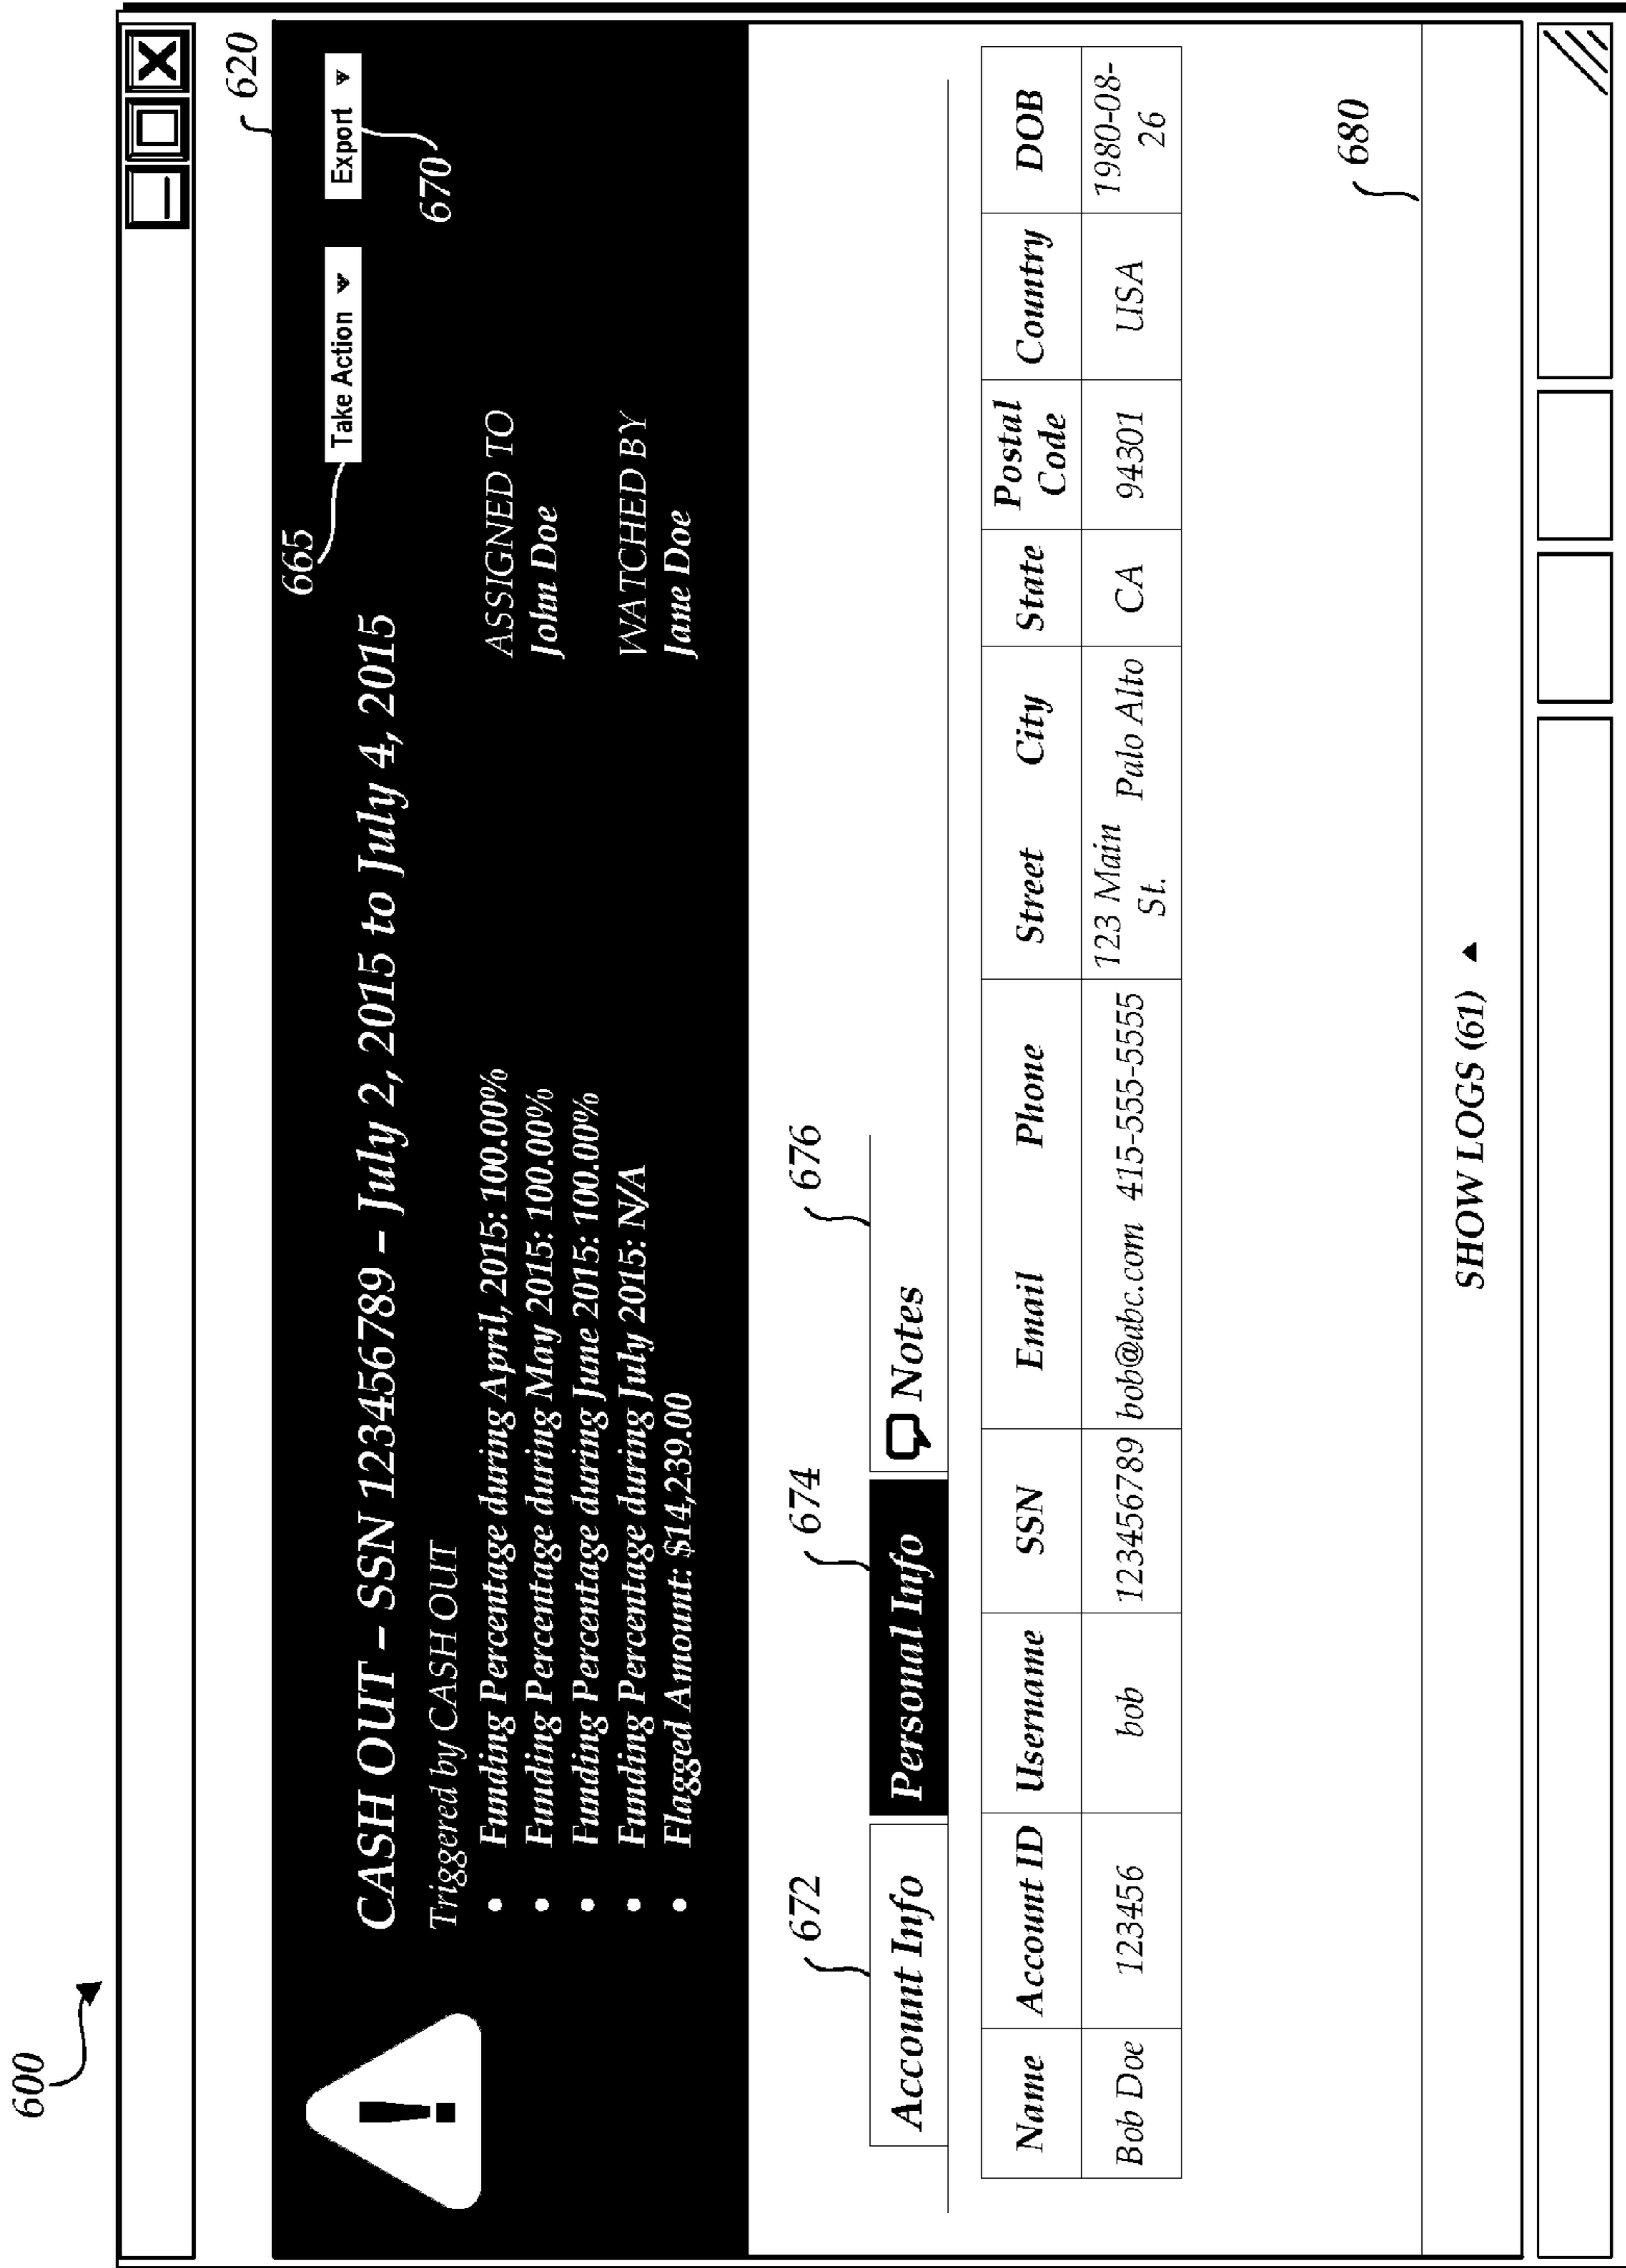 600
620
665
CASH OUT – SSN 123456789 – July 2, 2015 to July 4, 2015
Take Action
Export
670
Triggered by CASH OUT
• Funding Percentage during April, 2015: 100.00%
• Funding Percentage during May 2015: 100.00%
• Funding Percentage during June 2015: 100.00%
• Funding Percentage during July 2015: N/A
• Flagged Amount: $14,239.00
ASSIGNED TO
John Doe
WATCHED BY
Jane Doe
672
674
676
Account Info
Personal Info
Notes
Name Account ID Username SSN Email Phone Street City State Postal Code Country DOB
Bob Doe 123456 bob 123456789 bob@abc.com 415-555-5555 123 Main St. Palo Alto CA 94301 USA 1980-08-26
680
SHOW LOGS (61)